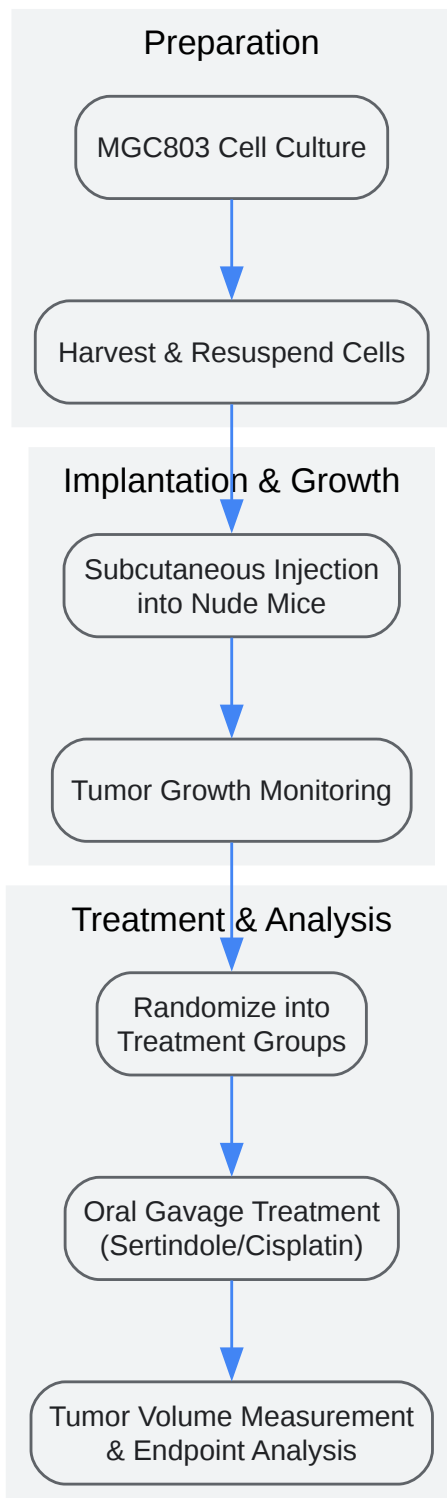 Preparation
MGC803 Cell Culture
Harvest & Resuspend Cells
Implantation & Growth
Subcutaneous Injection
into Nude Mice
Tumor Growth Monitoring
Treatment & Analysis
Randomize into
Treatment Groups
Oral Gavage Treatment
(Sertindole/Cisplatin)
Tumor Volume Measurement
& Endpoint Analysis